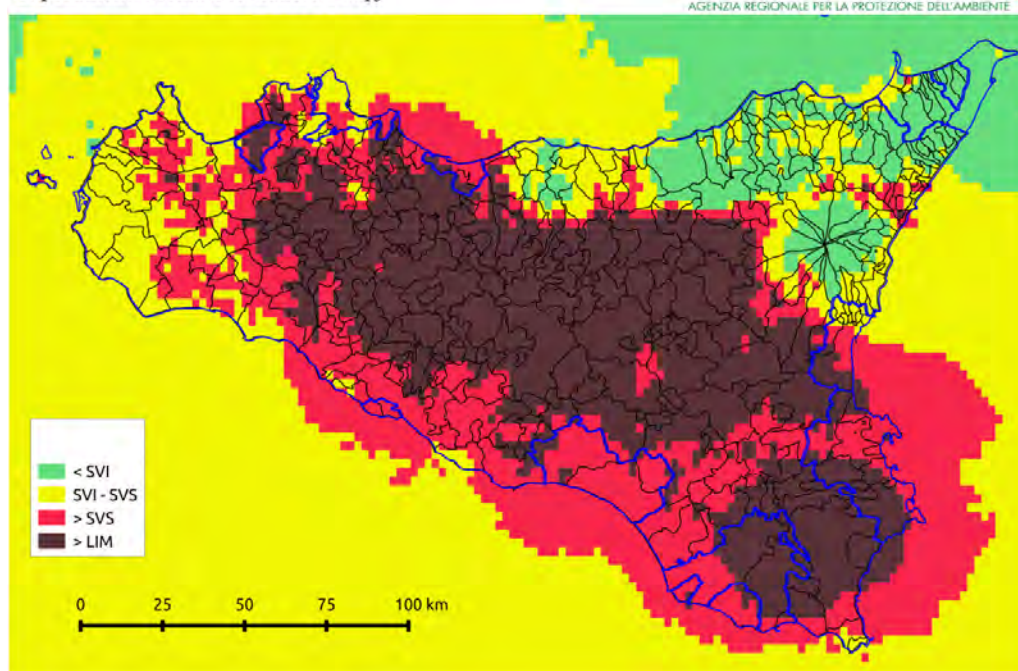 AGENZIA REGIONALE PER LA PROTEZIONE DELL'AMBIENTE
< SVI
SVI - SVS
> SVS
> LIM
0 25 50 75 100 km